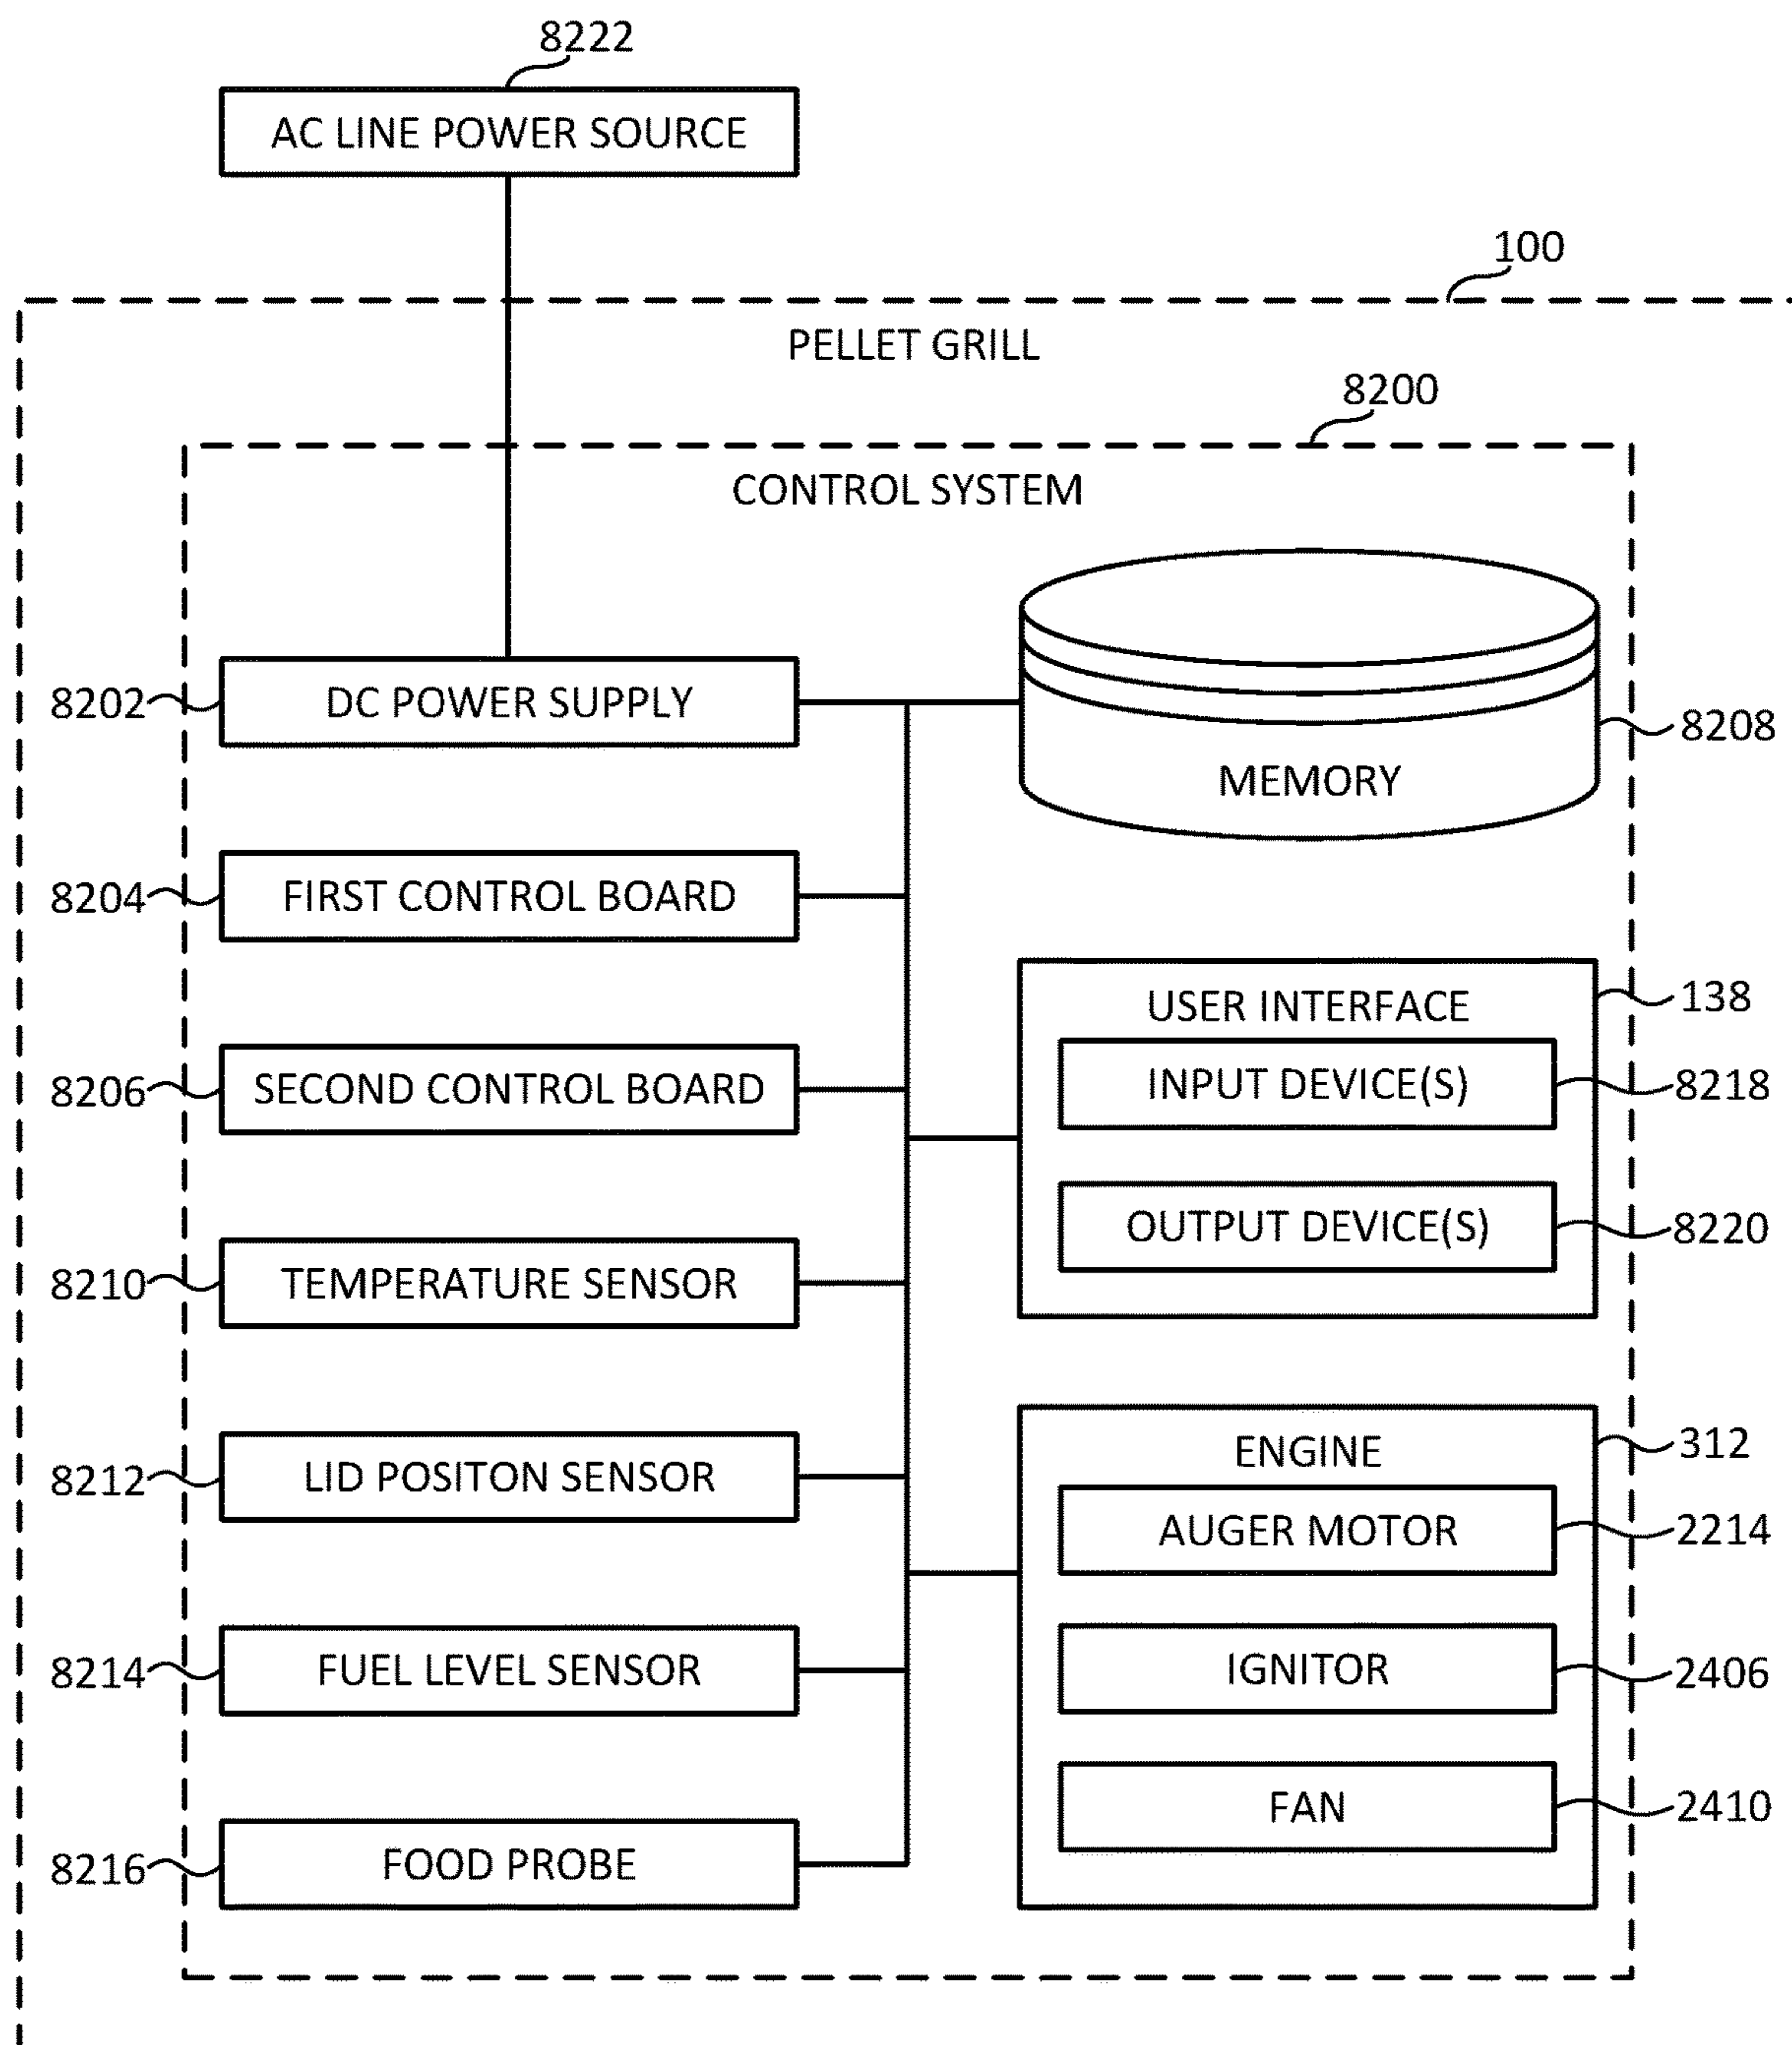 8222
AC LINE POWER SOURCE
100
PELLET GRILL
8200
CONTROL SYSTEM
8202
DC POWER SUPPLY
8208
MEMORY
8204
FIRST CONTROL BOARD
138
USER INTERFACE
8206
SECOND CONTROL BOARD
INPUT DEVICE(S)
8218
OUTPUT DEVICE(S)
8220
8210
TEMPERATURE SENSOR
8212
LID POSITON SENSOR
312
ENGINE
AUGER MOTOR
2214
8214
FUEL LEVEL SENSOR
IGNITOR
2406
FAN
2410
8216
FOOD PROBE